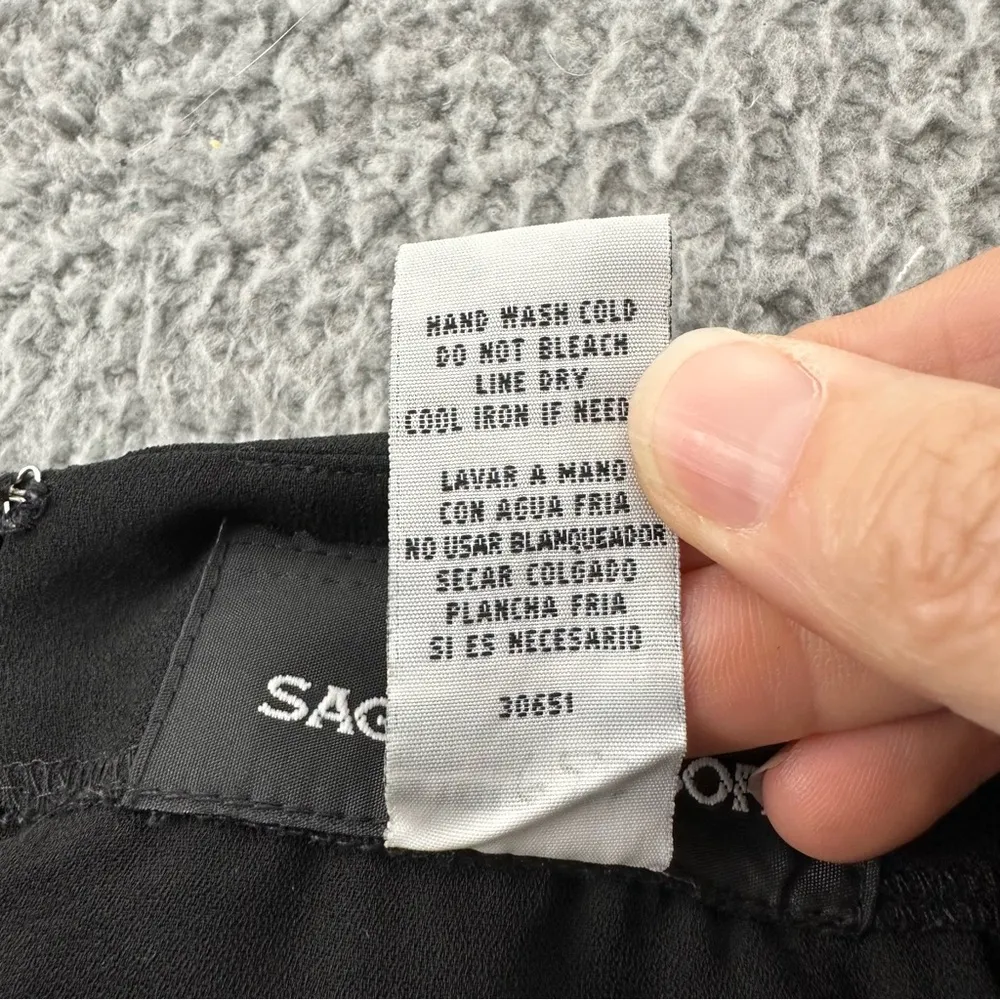 HAND WASH COLD
DO NOT BLEACH
LINE DRY
COOL IRON IF NEED
LAVAR A MANO
CON AGUA FRIA
NO USAR BLANQUEADOR
SECAR COLGADO
PLANCHA FRIA
SI ES NECESARIO
30651
SAG